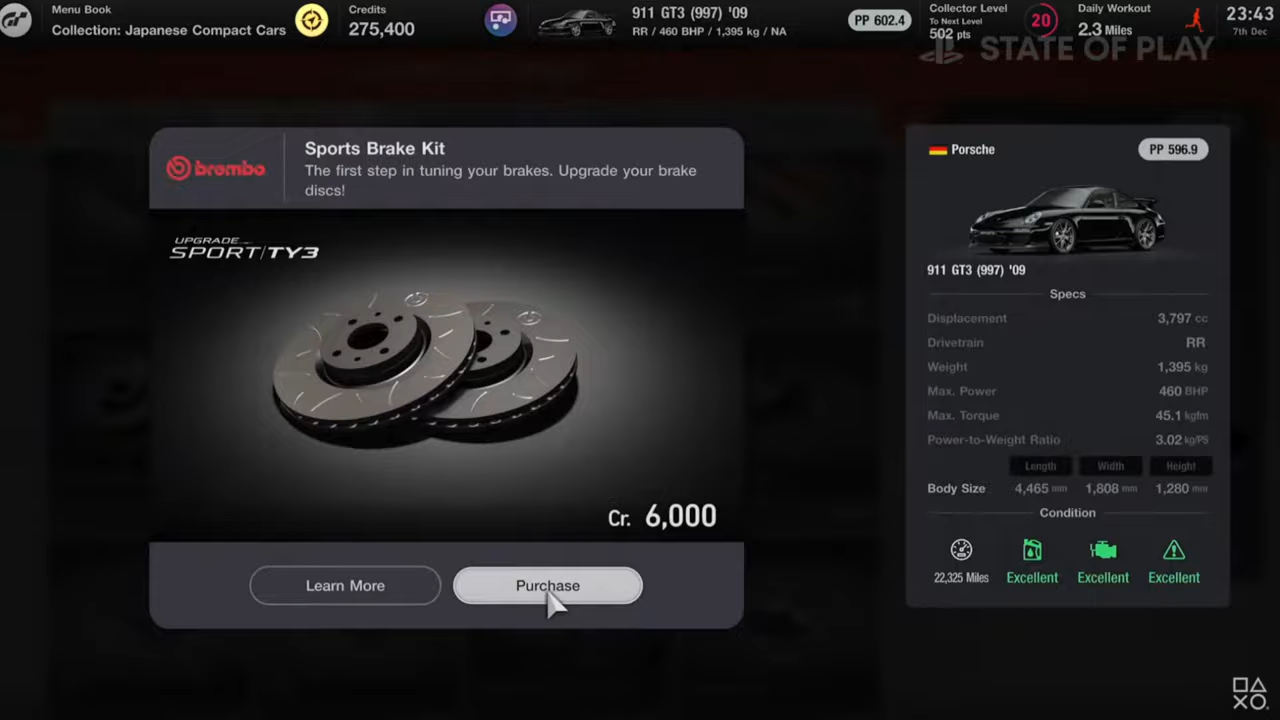 Menu Book
Collection: Japanese Compact Cars
Credits
275,400
911 GT3 (997) '09
RR / 460 BHP / 1,395 kg / NA
PP 602.4
Collector Level
To Next Level
502 pts
20
Daily Workout
2.3 Miles
23:43
7th Dec
STATE OF PLAY
brembo
Sports Brake Kit
The first step in tuning your brakes. Upgrade your brake
discs!
UPGRADE
SPORT/TY3
Cr. 6,000
Learn More
Purchase
Porsche
PP 596.9
911 GT3 (997) '09
Specs
Displacement 3,797 cc
Drivetrain RR
Weight 1,395 kg
Max. Power 460 BHP
Max. Torque 45.1 kgfm
Power-to-Weight Ratio 3.02 kg/PS
Length Width Height
Body Size 4,465 mm 1,808 mm 1,280 mm
Condition
22,325 Miles Excellent Excellent Excellent